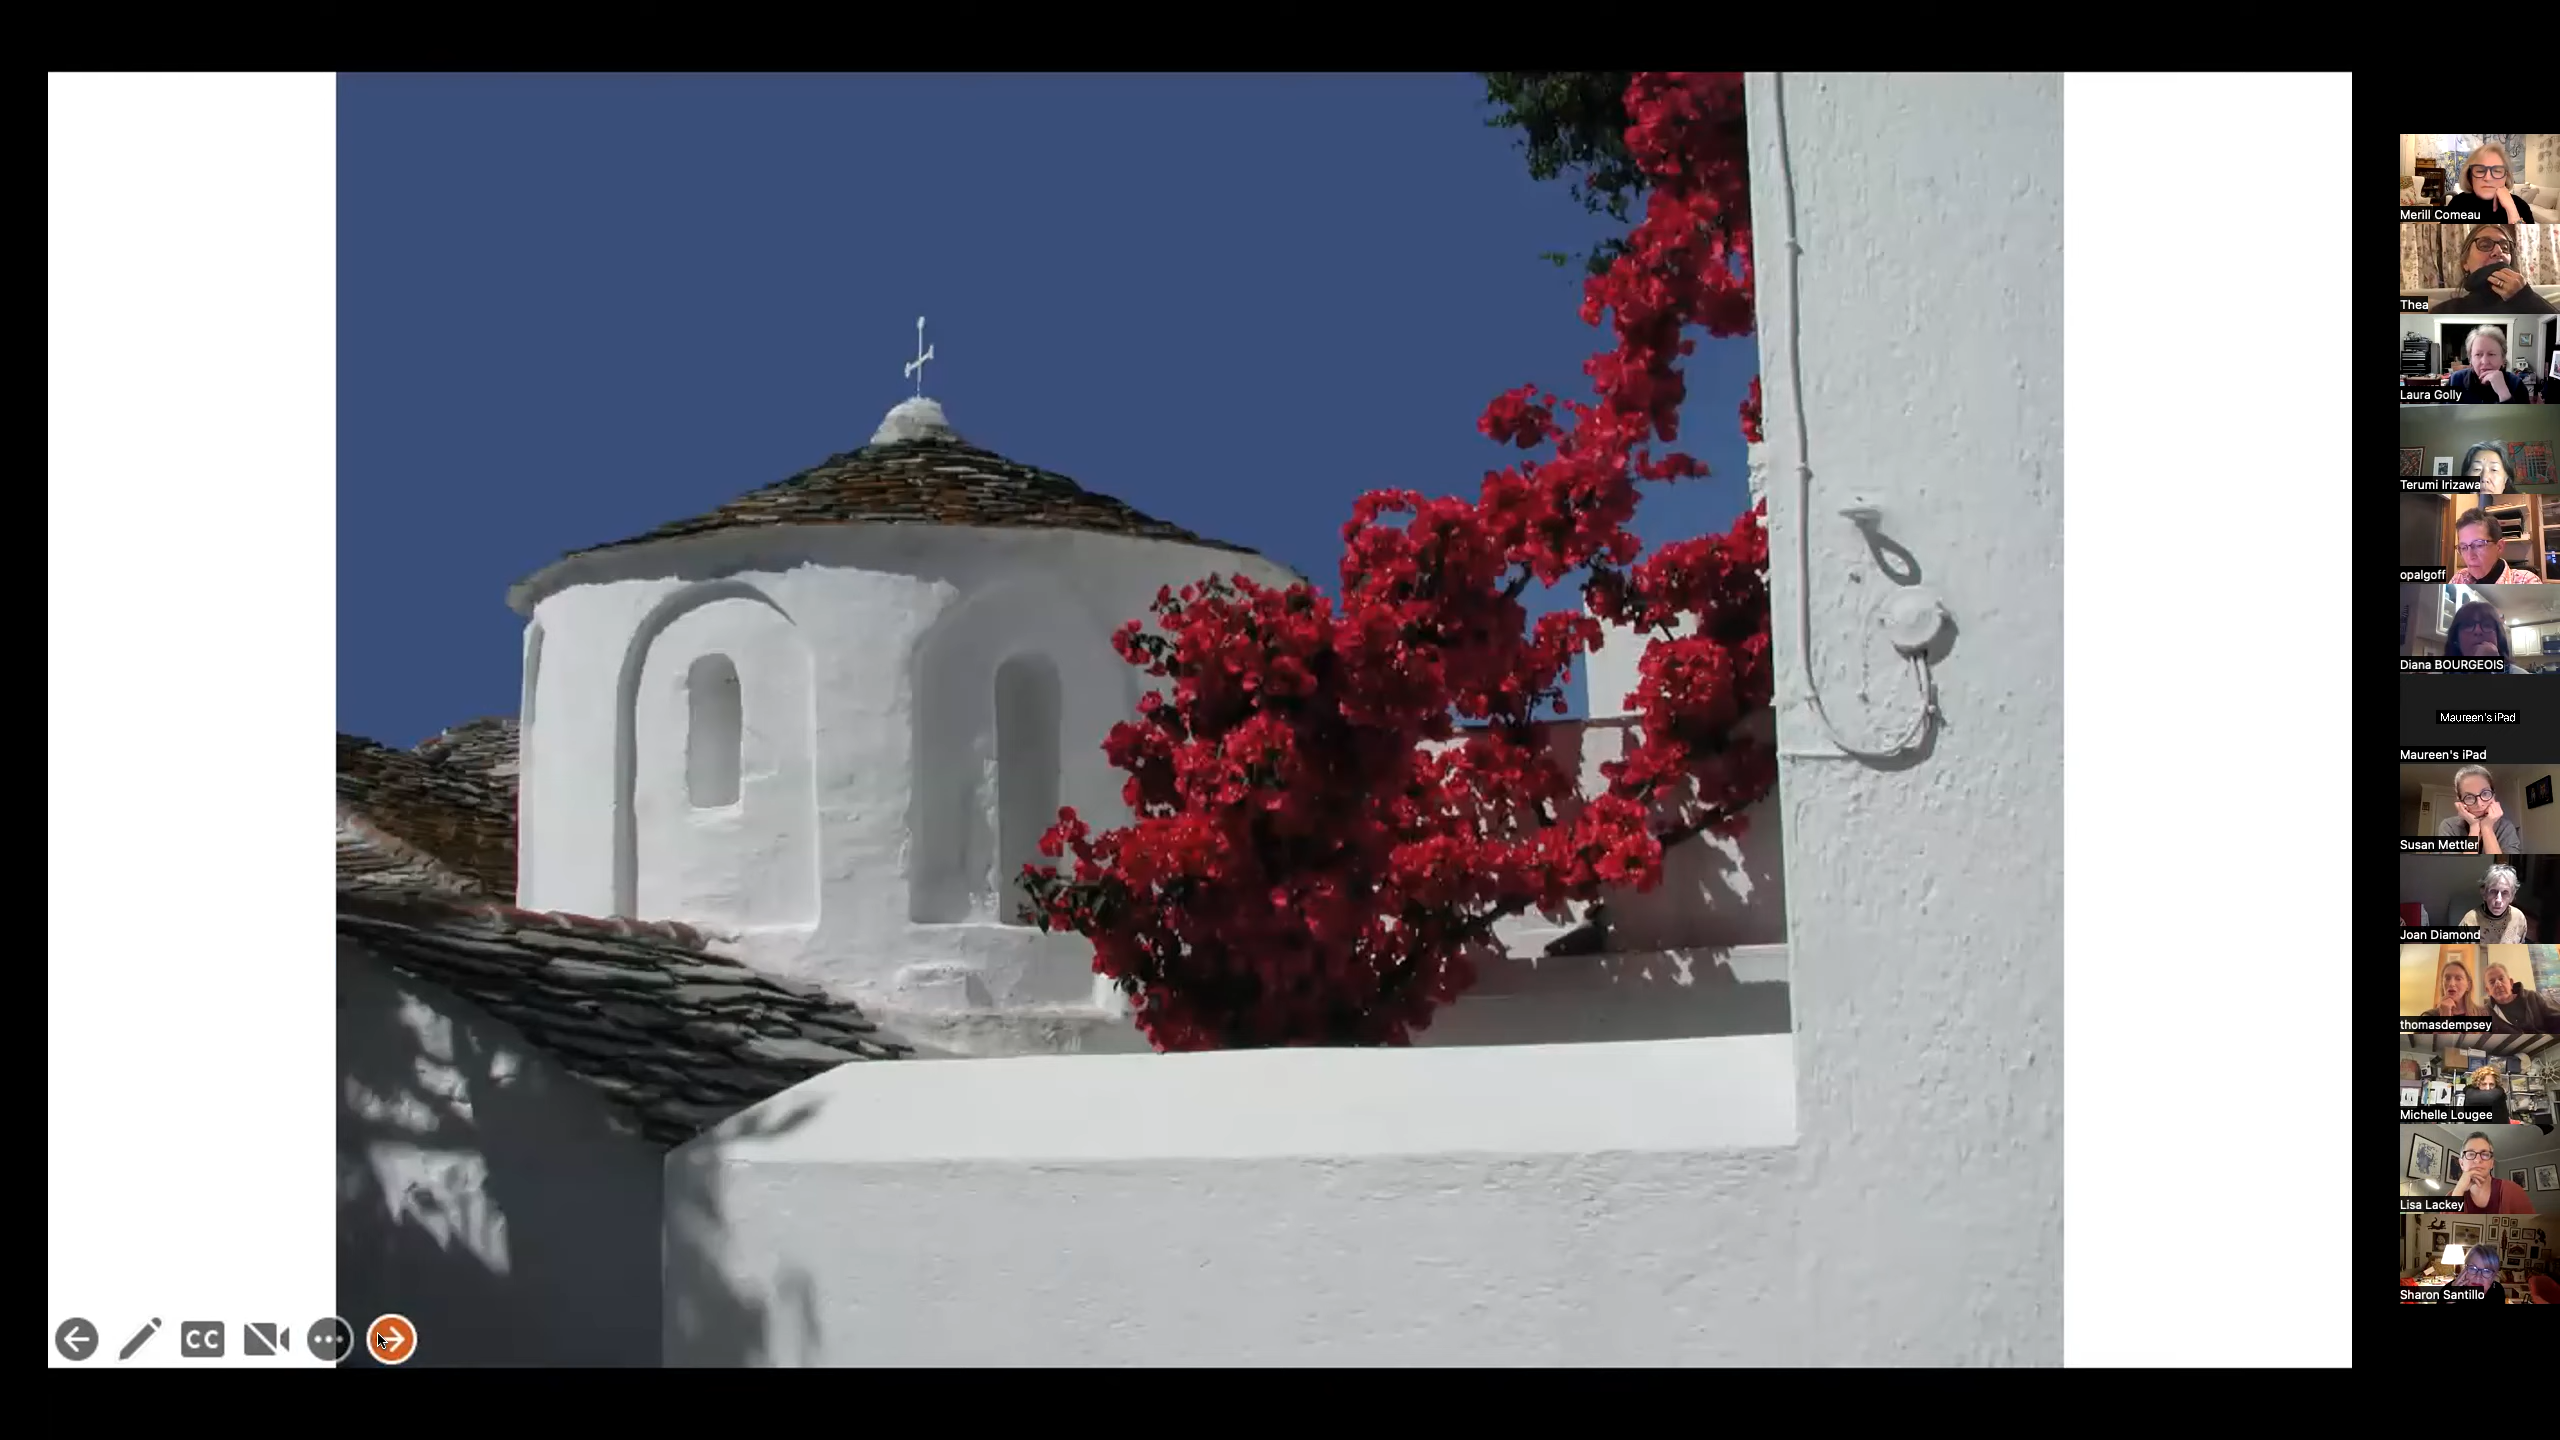 Merill Comeau
Thea
Laura Golly
Terumi Irizawa
opalgoff
Diana BOURGEOIS
Maureen's iPad
Maureen's iPad
Susan Mettler
Joan Diamond
thomasdempsey
Michelle Lougee
Lisa Lackey
Sharon Santillo
CC